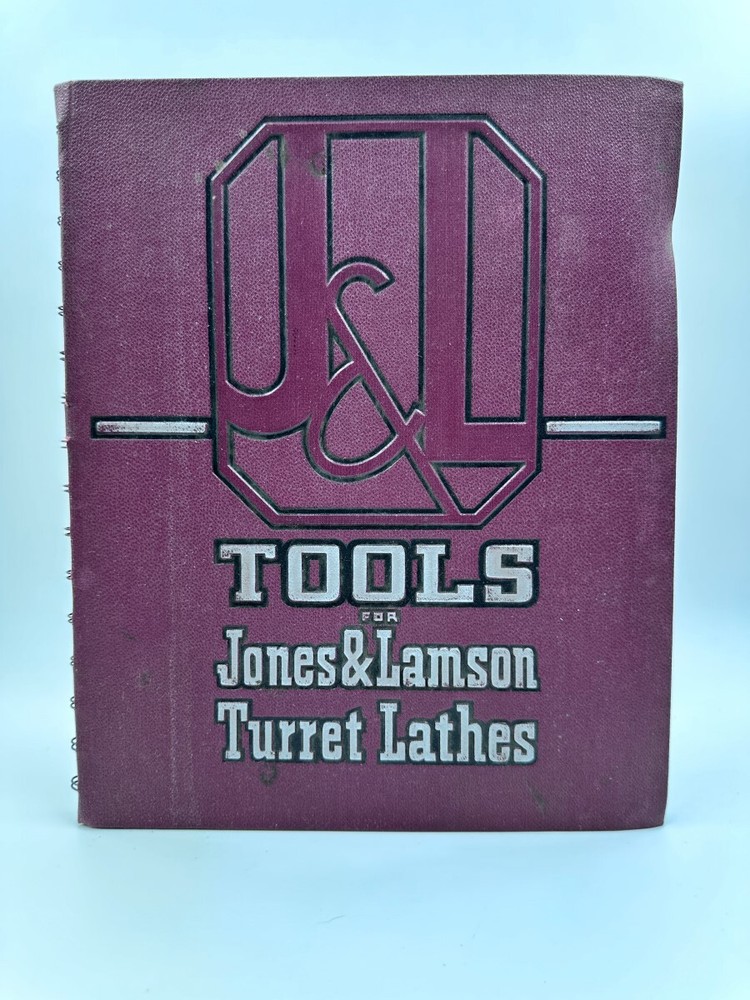 J&L
TOOLS
FOR
Jones&Lamson
Turret Lathes